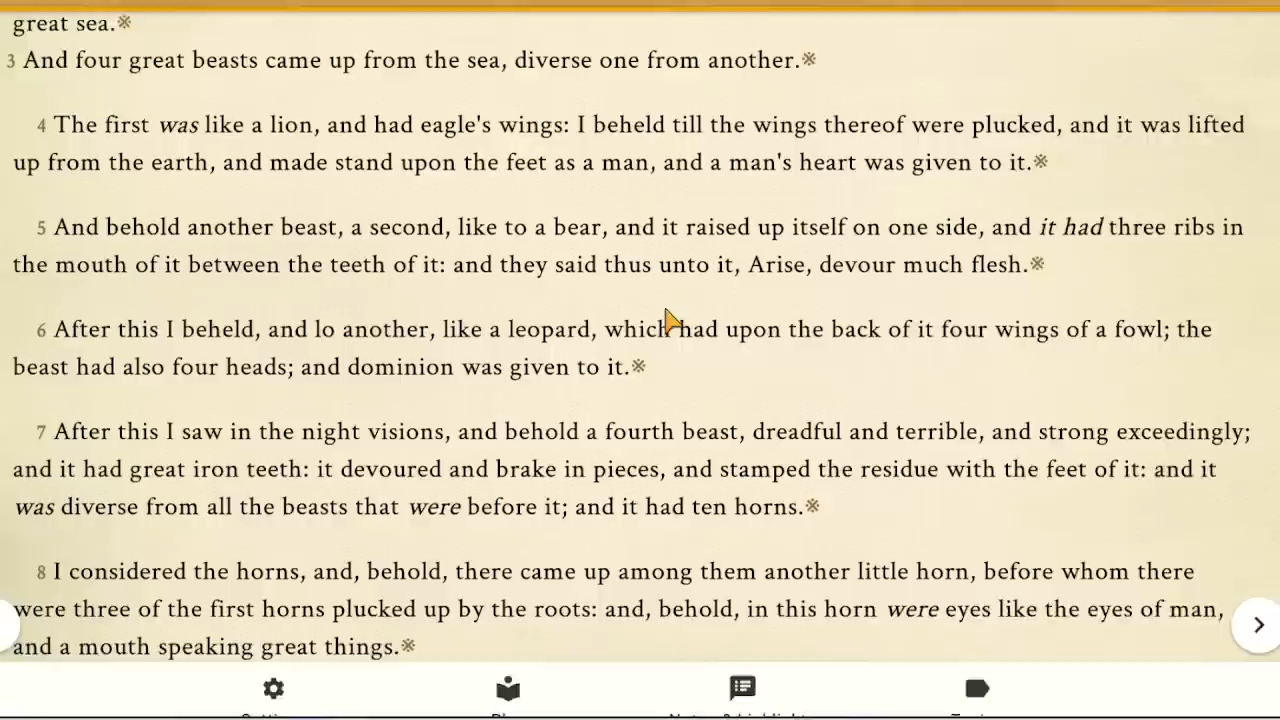 great sea.※
3 And four great beasts came up from the sea, diverse one from another.※
4 The first was like a lion, and had eagle's wings: I beheld till the wings thereof were plucked, and it was lifted
up from the earth, and made stand upon the feet as a man, and a man's heart was given to it.※
5 And behold another beast, a second, like to a bear, and it raised up itself on one side, and it had three ribs in
the mouth of it between the teeth of it: and they said thus unto it, Arise, devour much flesh.※
6 After this I beheld, and lo another, like a leopard, which had upon the back of it four wings of a fowl; the
beast had also four heads; and dominion was given to it.※
7 After this I saw in the night visions, and behold a fourth beast, dreadful and terrible, and strong exceedingly;
and it had great iron teeth: it devoured and brake in pieces, and stamped the residue with the feet of it: and it
was diverse from all the beasts that were before it; and it had ten horns.※
8 I considered the horns, and, behold, there came up among them another little horn, before whom there
were three of the first horns plucked up by the roots: and, behold, in this horn were eyes like the eyes of man,
and a mouth speaking great things.※